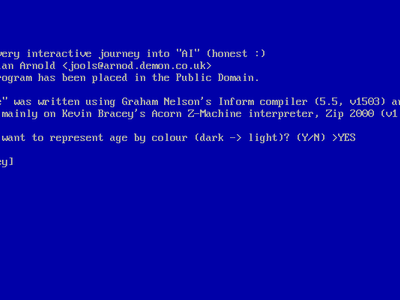 very interactive journey into "AI" (honest :)
ian Arnold <jools@arnod.demon.co.uk>
rogram has been placed in the Public Domain.
" was written using Graham Nelson's Inform compiler (5.5, v1503) an
mainly on Kevin Bracey's Acorn Z-Machine interpreter, Zip 2000 (v1
want to represent age by colour (dark -> light)? (Y/N) >YES
ey]